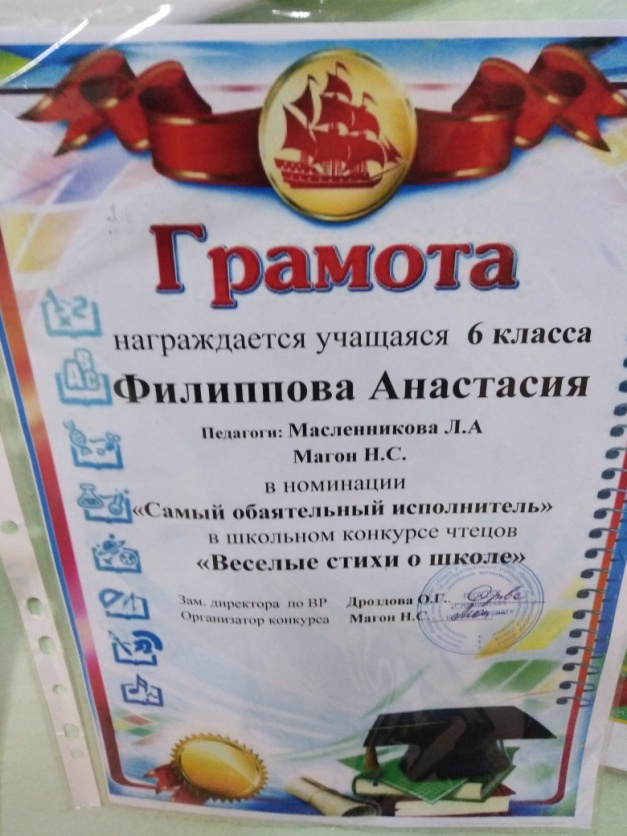 Грамота
награждается учащаяся 6 класса
Филиппова Анастасия
Педагоги: Масленникова Л.А
Магон Н.С.
в номинации
«Самый обаятельный исполнитель»
в школьном конкурсе чтецов
«Веселые стихи о школе»
Зам. директора по ВР Дроздова О.Г.
Организатор конкурса Магон Н.С.